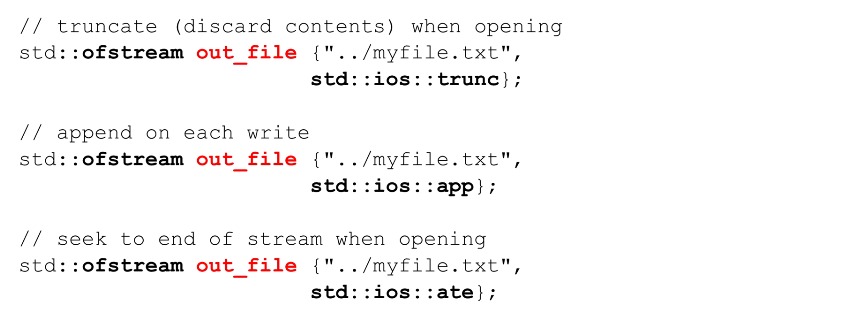 // truncate (discard contents) when opening
std::ofstream out_file {"../myfile.txt",
std::ios::trunc};
// append on each write
std::ofstream out_file {"../myfile.txt",
std::ios::app};
// seek to end of stream when opening
std::ofstream out_file {"../myfile.txt",
std::ios::ate};